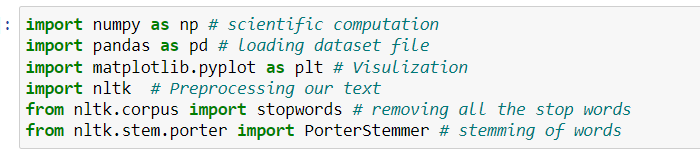 : import numpy as np # scientific computation
import pandas as pd # loading dataset file
import matplotlib.pyplot as plt # Visulization
import nltk  # Preprocessing our text
from nltk.corpus import stopwords # removing all the stop words
from nltk.stem.porter import PorterStemmer # stemming of words